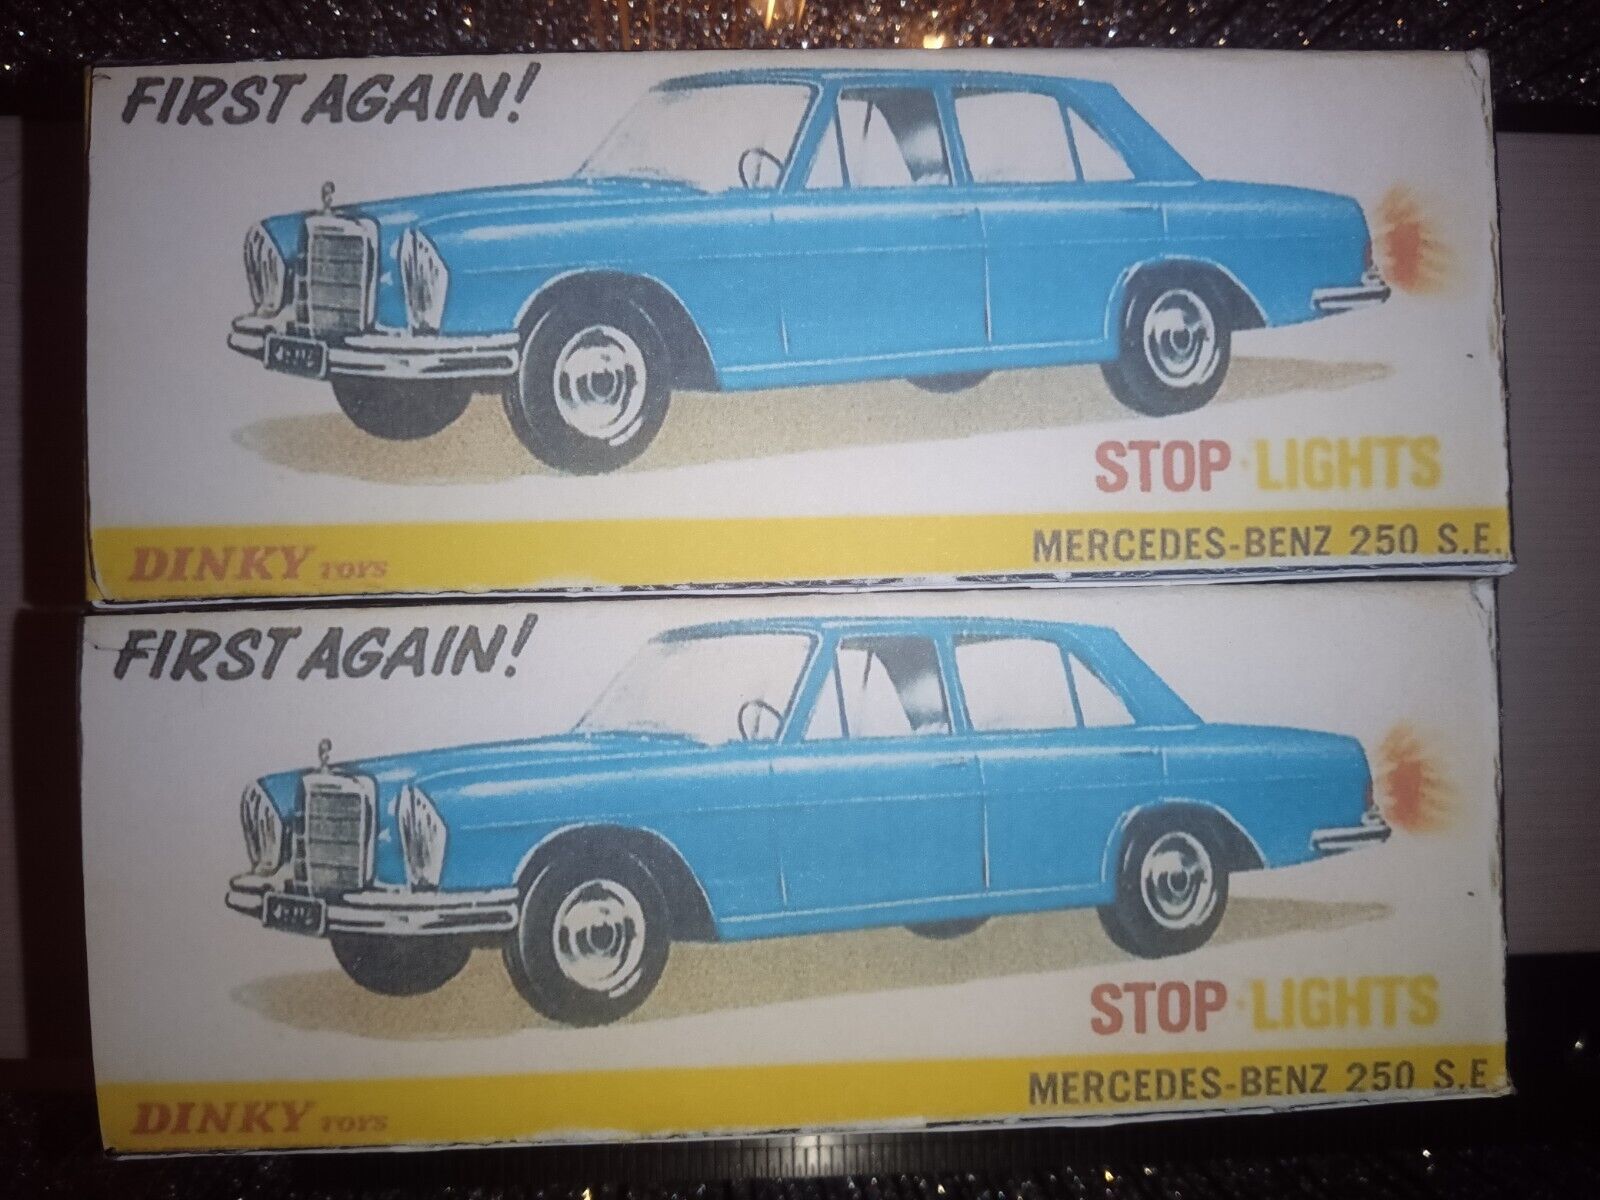 FIRST AGAIN!
STOP·LIGHTS
DINKY TOYS
MERCEDES-BENZ 250 S.E.
FIRST AGAIN!
STOP·LIGHTS
DINKY TOYS
MERCEDES-BENZ 250 S.E